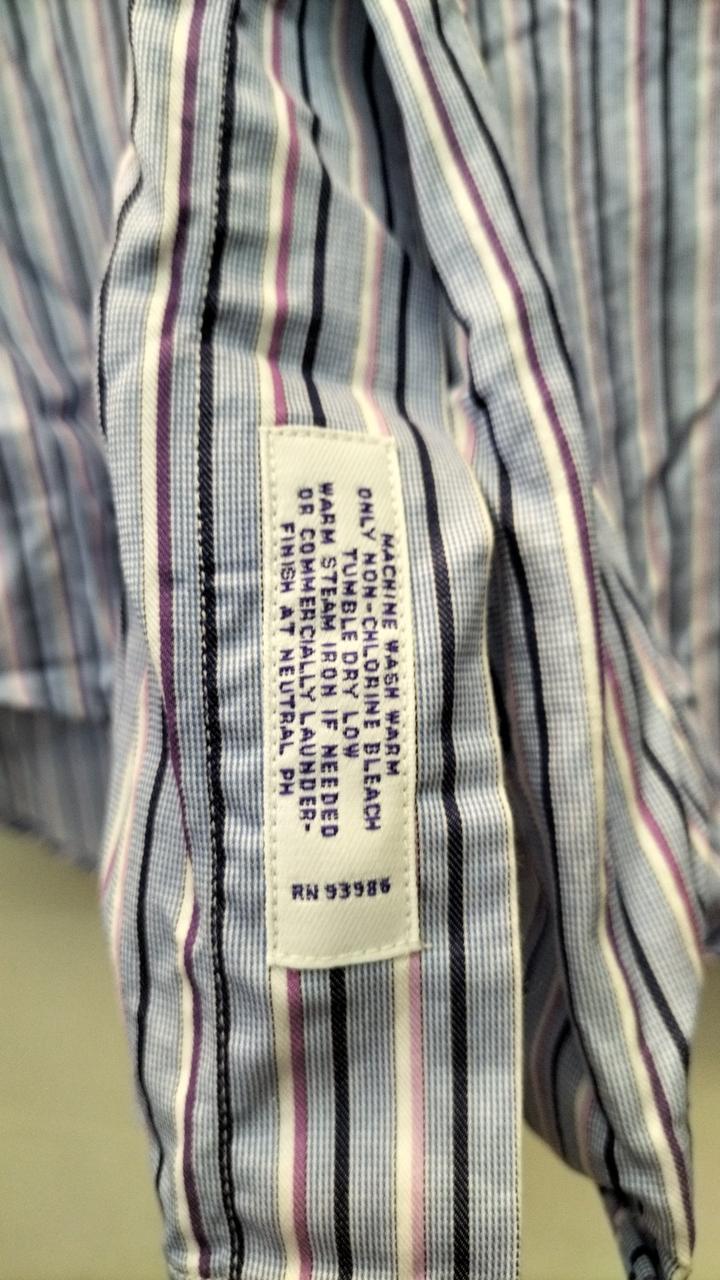 MACHINE WASH WARM
ONLY NON-CHLORINE BLEACH
TUMBLE DRY LOW
WARM STEAM IRON IF NEEDED
OR COMMERCIALLY LAUNDER-
FINISH AT NEUTRAL PH
RN 93986